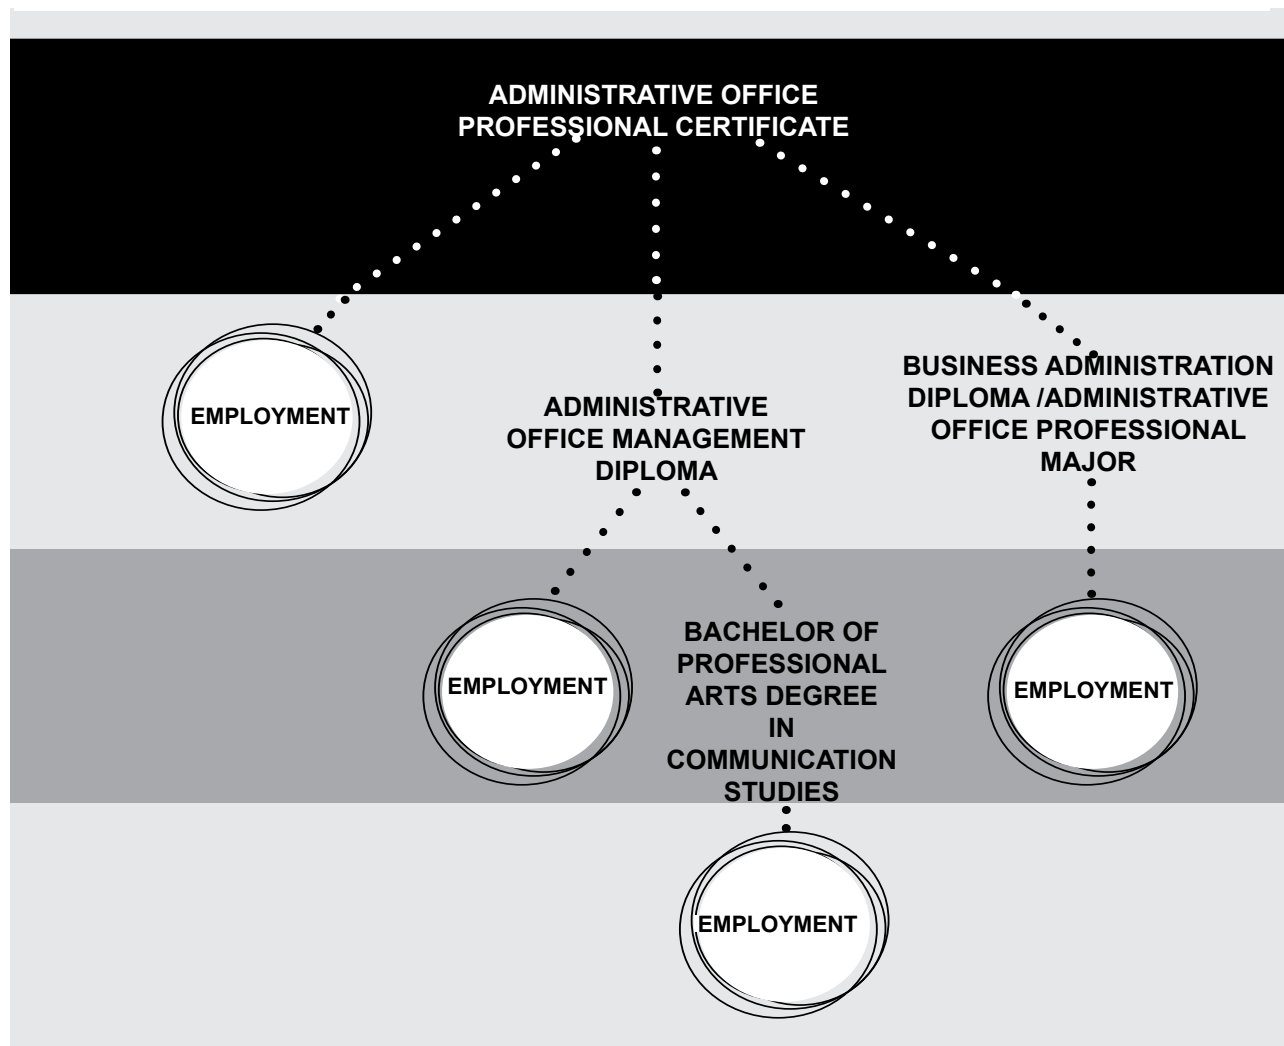 ADMINISTRATIVE OFFICE
PROFESSIONAL CERTIFICATE
EMPLOYMENT
ADMINISTRATIVE
OFFICE MANAGEMENT
DIPLOMA
BUSINESS ADMINISTRATION
DIPLOMA /ADMINISTRATIVE
OFFICE PROFESSIONAL
MAJOR
EMPLOYMENT
BACHELOR OF
PROFESSIONAL
ARTS DEGREE
IN
COMMUNICATION
STUDIES
EMPLOYMENT
EMPLOYMENT